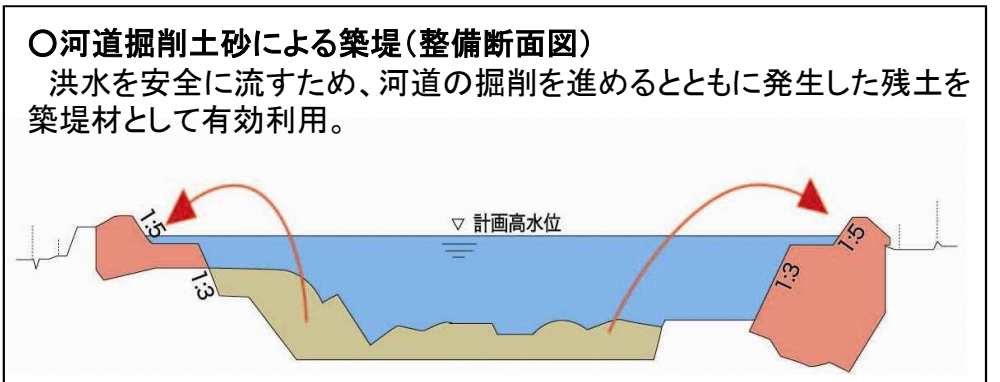 〇河道掘削土砂による築堤(整備断面図)
洪水を安全に流すため、河道の掘削を進めるとともに発生した残土を
築堤材として有効利用。
▽ 計画高水位
1:5
1:5
1:3
1:3